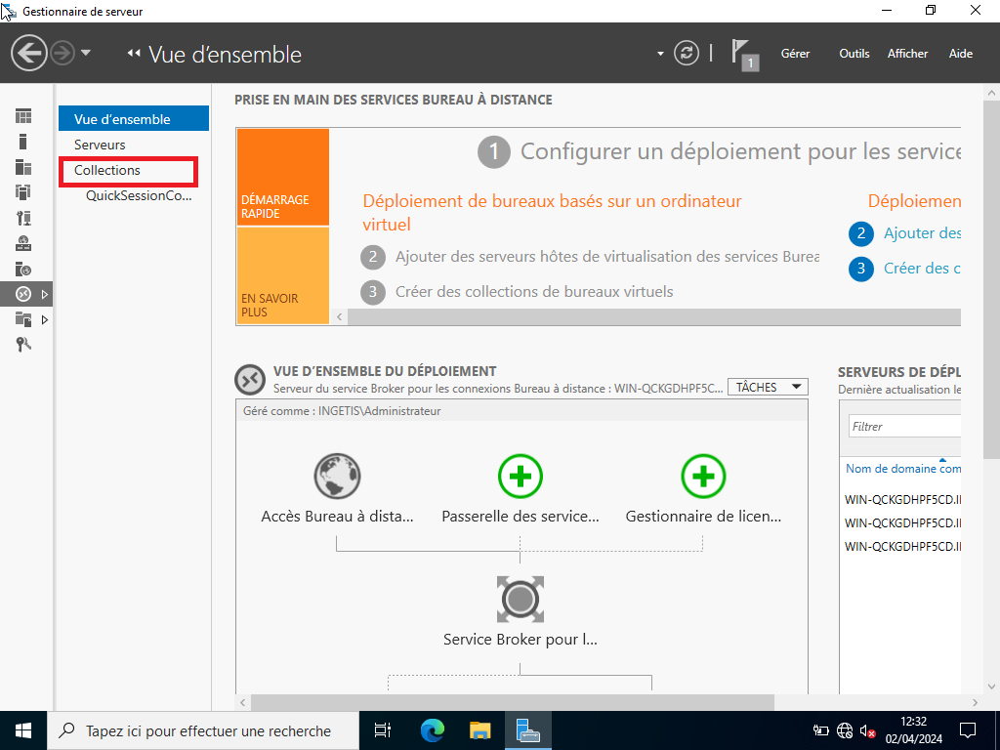 Gestionnaire de serveur
Vue d’ensemble
1
Gérer
Outils
Afficher
Aide
Vue d’ensemble
Serveurs
Collections
QuickSessionCo...
PRISE EN MAIN DES SERVICES BUREAU À DISTANCE
DÉMARRAGE
RAPIDE
EN SAVOIR
PLUS
1 Configurer un déploiement pour les service
Déploiement de bureaux basés sur un ordinateur
virtuel
2 Ajouter des serveurs hôtes de virtualisation des services Burea
3 Créer des collections de bureaux virtuels
Déploiemen
2 Ajouter des
3 Créer des c
VUE D’ENSEMBLE DU DÉPLOIEMENT
Serveur du service Broker pour les connexions Bureau à distance : WIN-QCKGDHPF5C...
TÂCHES
Géré comme : INGETIS\Administrateur
Accès Bureau à dista...
Passerelle des service...
Gestionnaire de licen...
Service Broker pour l...
SERVEURS DE DÉPL
Dernière actualisation le
Filtrer
Nom de domaine com
WIN-QCKGDHPF5CD.II
WIN-QCKGDHPF5CD.II
WIN-QCKGDHPF5CD.II
Tapez ici pour effectuer une recherche
12:32
02/04/2024